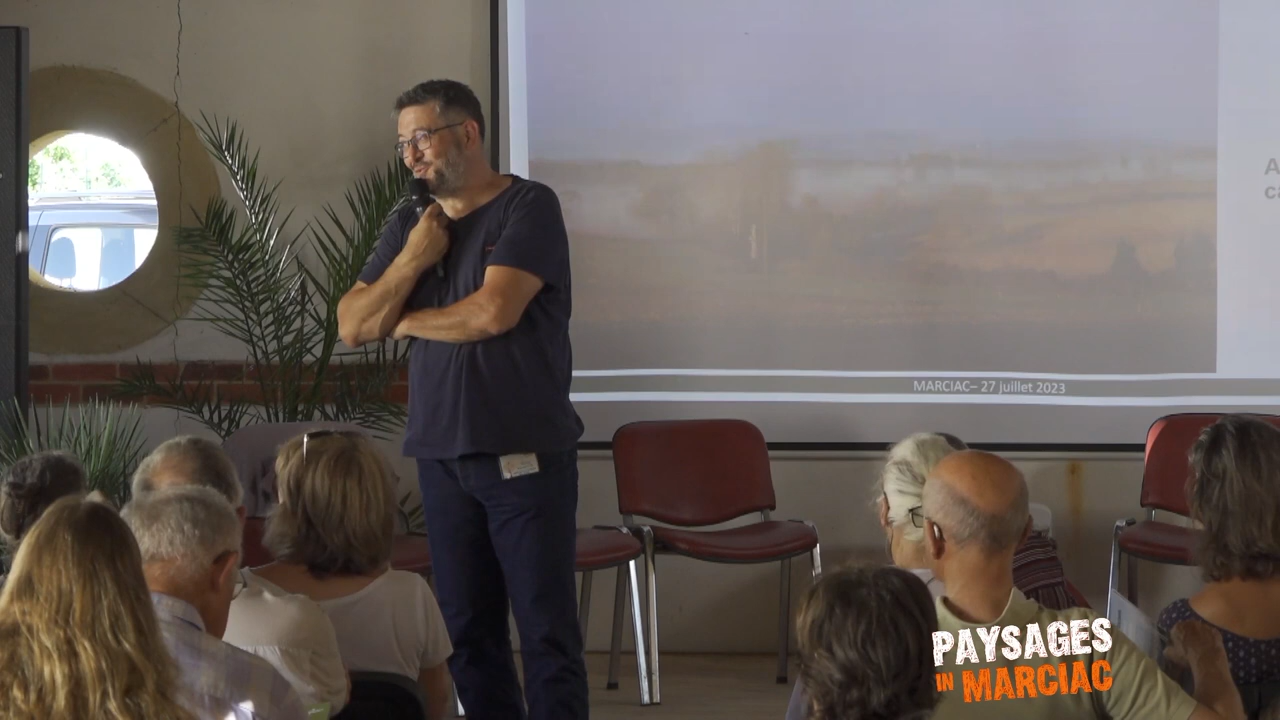 A
c
MARCIAC– 27 juillet 2023
PAYSAGES
IN MARCIAC